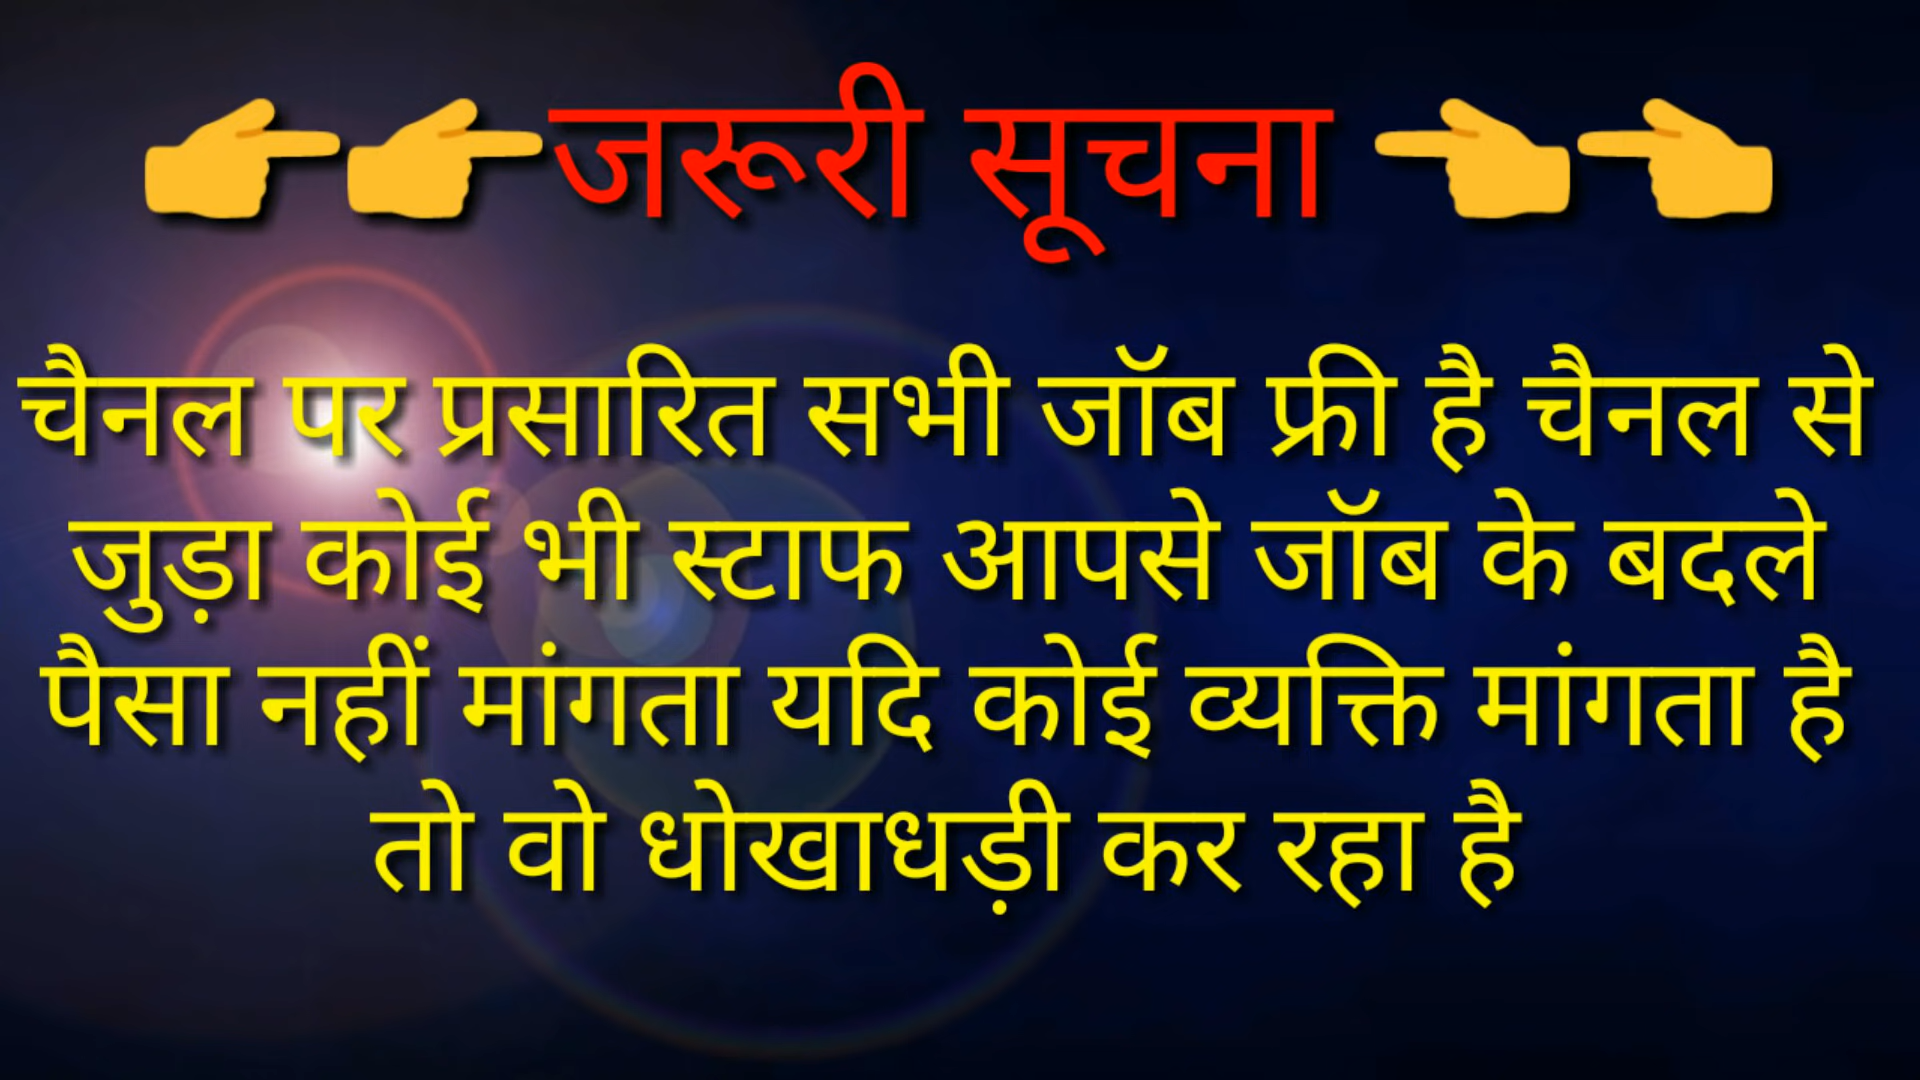 👉👉जरूरी सूचना 👈👈
चैनल पर प्रसारित सभी जॉब फ्री है चैनल से
जुड़ा कोई भी स्टाफ आपसे जॉब के बदले
पैसा नहीं मांगता यदि कोई व्यक्ति मांगता है
तो वो धोखाधड़ी कर रहा है